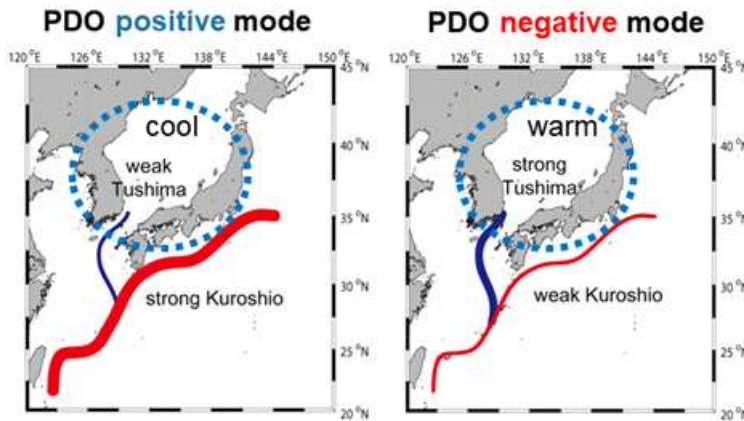 PDO positive mode
120 °E 126 °E 132 °E 138 °E 144 °E 150 °E
45 °N
cool
40 °N
weak
Tushima
35 °N
30 °N
strong Kuroshio
25 °N
20 °N
PDO negative mode
120 °E 126 °E 132 °E 138 °E 144 °E 150 °E
45 °N
warm
40 °N
strong
Tushima
35 °N
30 °N
weak Kuroshio
25 °N
20 °N